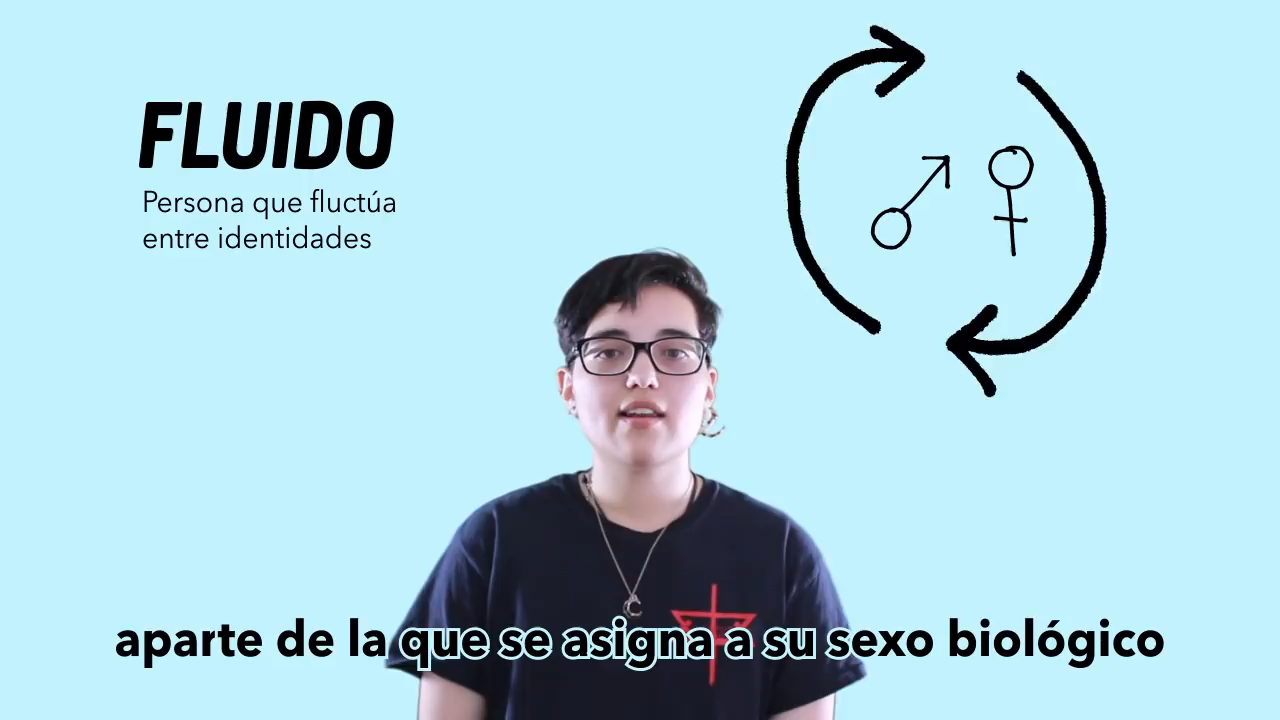 FLUIDO
Persona que fluctúa
entre identidades
aparte de la que se asigna a su sexo biológico